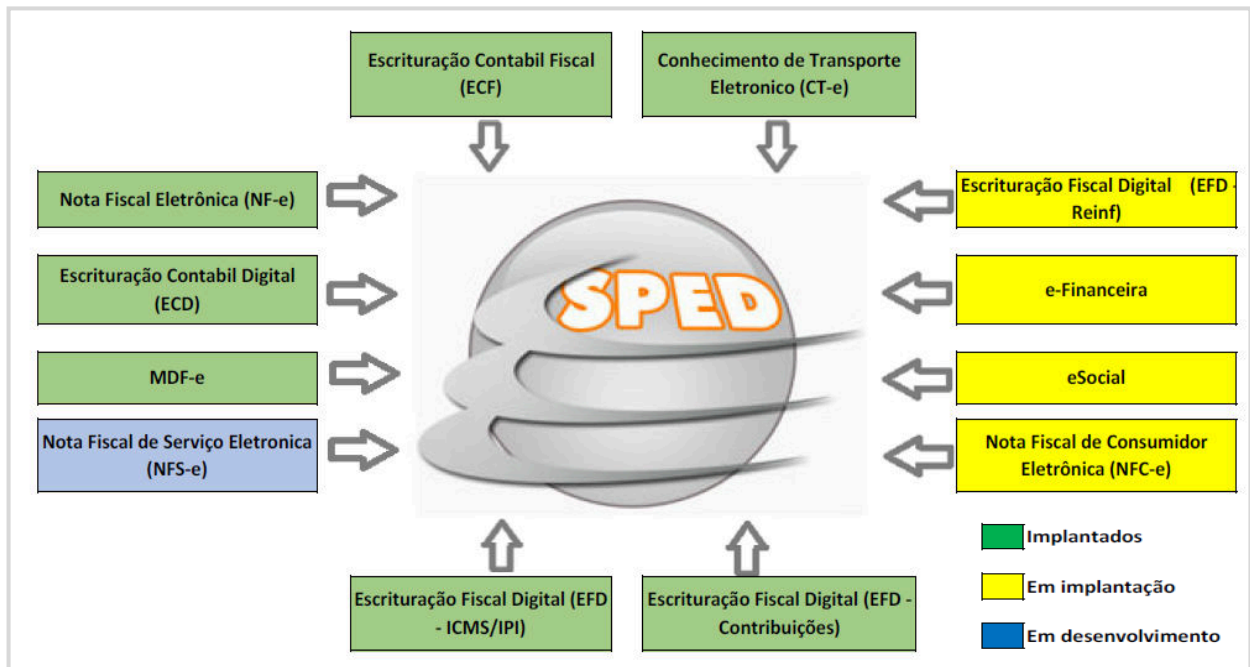 Escrituração Contabil Fiscal
(ECF)
Conhecimento de Transporte
Eletronico (CT-e)
Nota Fiscal Eletrônica (NF-e)
Escrituração Contabil Digital
(ECD)
MDF-e
Nota Fiscal de Serviço Eletronica
(NFS-e)
SPED
Escrituração Fiscal Digital (EFD -
Reinf)
e-Financeira
eSocial
Nota Fiscal de Consumidor
Eletrônica (NFC-e)
Escrituração Fiscal Digital (EFD
- ICMS/IPI)
Escrituração Fiscal Digital (EFD -
Contribuições)
Implantados
Em implantação
Em desenvolvimento